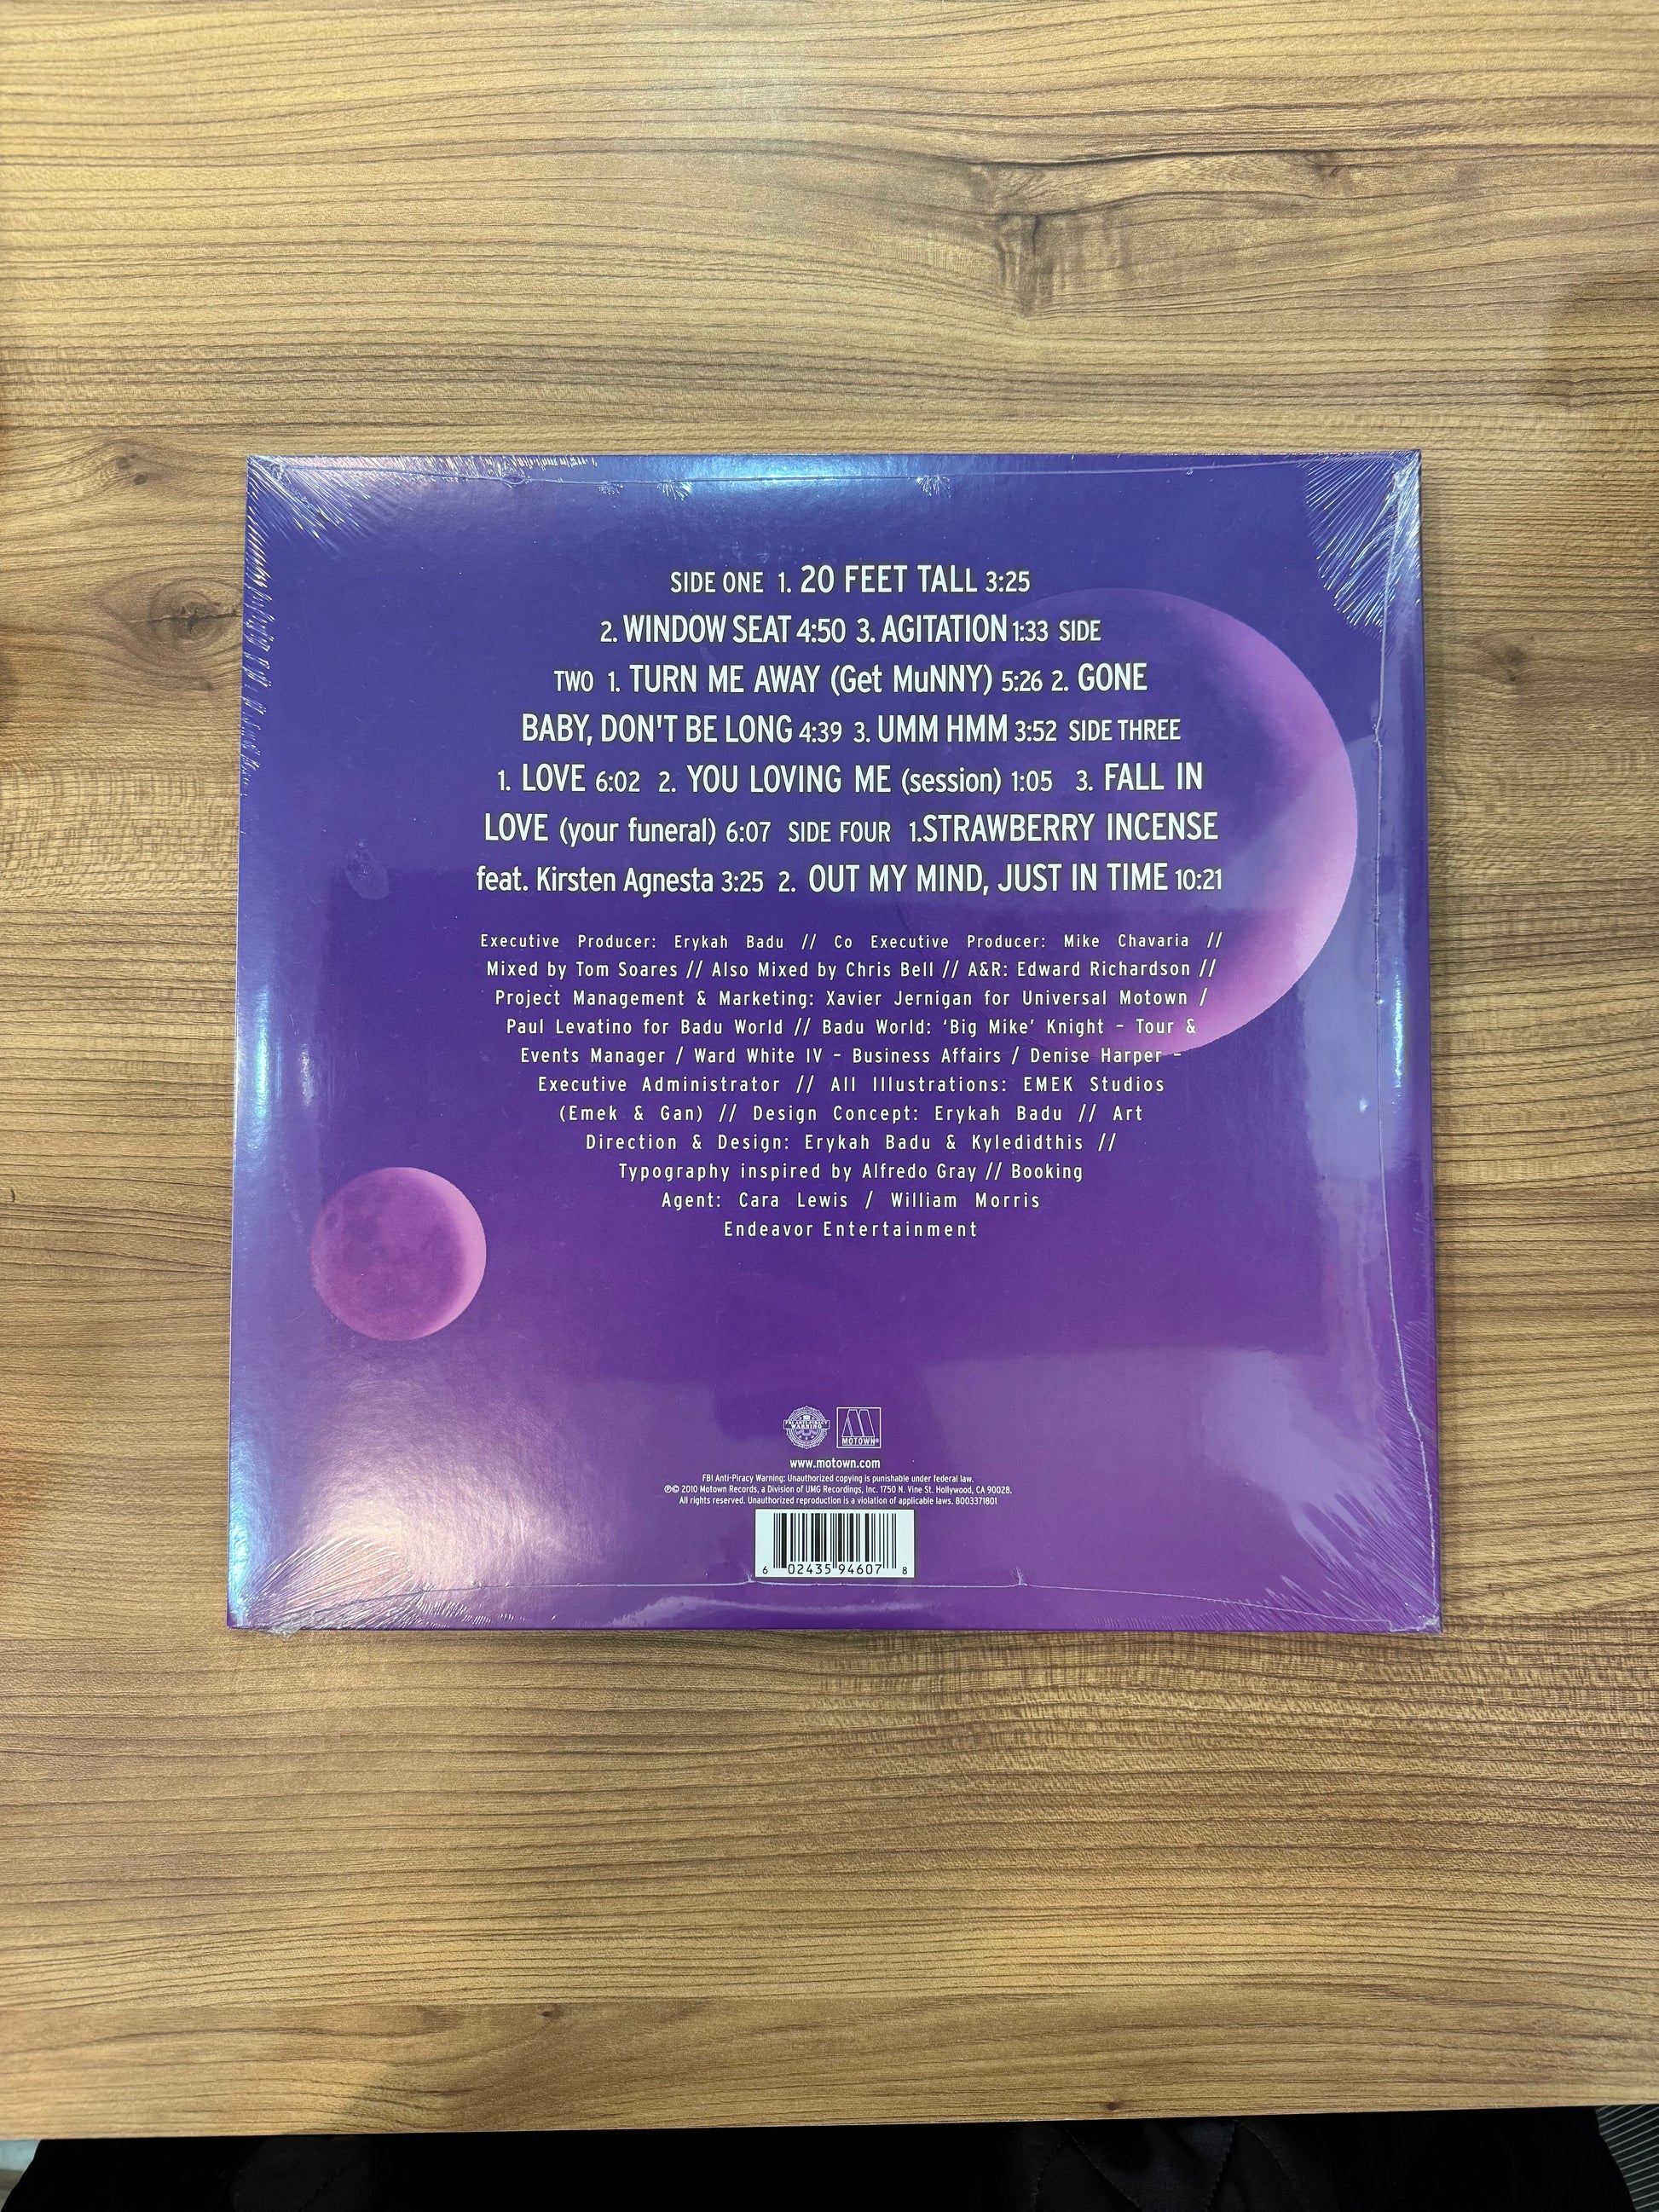 SIDE ONE 1. 20 FEET TALL 3:25
2. WINDOW SEAT 4:50 3. AGITATION 1:33 SIDE
TWO 1. TURN ME AWAY (Get MuNNY) 5:26 2. GONE
BABY, DON'T BE LONG 4:39 3. UMM HMM 3:52 SIDE THREE
1. LOVE 6:02 2. YOU LOVING ME (session) 1:05 3. FALL IN
LOVE (your funeral) 6:07 SIDE FOUR 1.STRAWBERRY INCENSE
feat. Kirsten Agnesta 3:25 2. OUT MY MIND, JUST IN TIME 10:21
Executive Producer: Erykah Badu // Co Executive Producer: Mike Chavaria //
Mixed by Tom Soares // Also Mixed by Chris Bell // A&R: Edward Richardson //
Project Management & Marketing: Xavier Jernigan for Universal Motown /
Paul Levatino for Badu World // Badu World: ‘Big Mike’ Knight – Tour &
Events Manager / Ward White IV – Business Affairs / Denise Harper –
Executive Administrator // All Illustrations: EMEK Studios
(Emek & Gan) // Design Concept: Erykah Badu // Art
Direction & Design: Erykah Badu & Kyledidthis //
Typography inspired by Alfredo Gray // Booking
Agent: Cara Lewis / William Morris
Endeavor Entertainment
FBI ANTI-PIRACY
WARNING
MOTOWN®
www.motown.com
FBI Anti-Piracy Warning: Unauthorized copying is punishable under federal law.
℗© 2010 Motown Records, a Division of UMG Recordings, Inc. 1750 N. Vine St. Hollywood, CA 90028.
All rights reserved. Unauthorized reproduction is a violation of applicable laws. B003371801
6 02435 94607 8